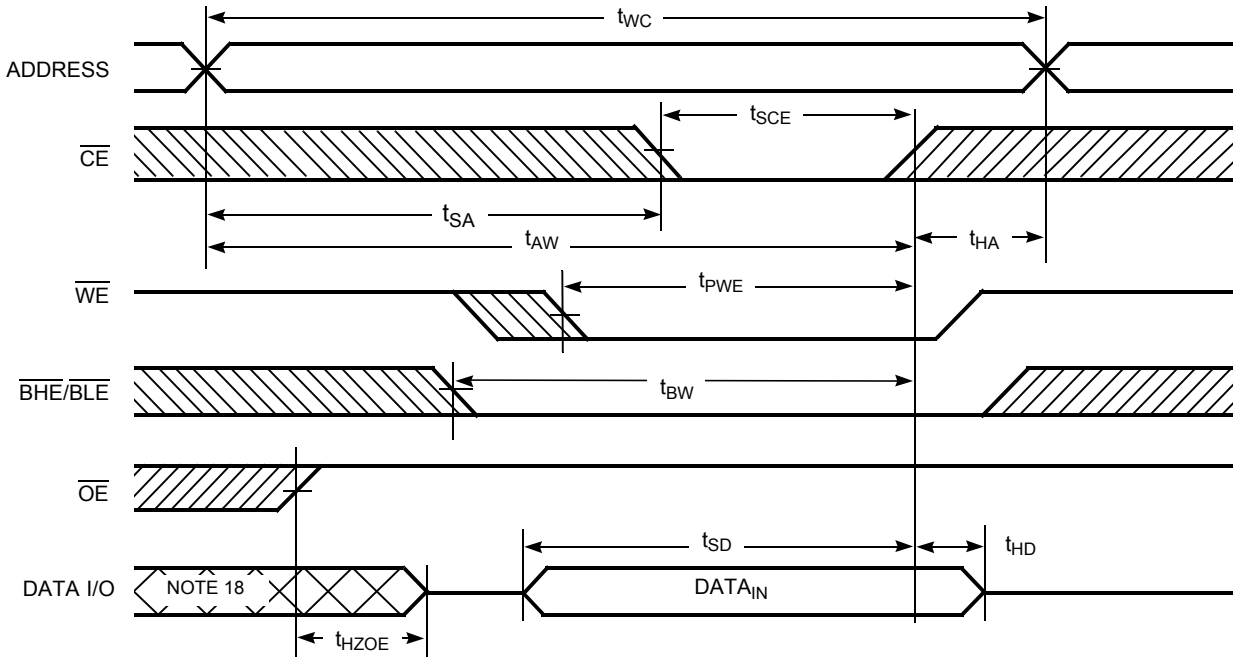 tWC
ADDRESS
tSCE
CE
tSA
tAW
tHA
WE
tPWE
BHE/BLE
tBW
OE
tSD
tHD
DATA I/O
NOTE 18
DATAIN
tHZOE